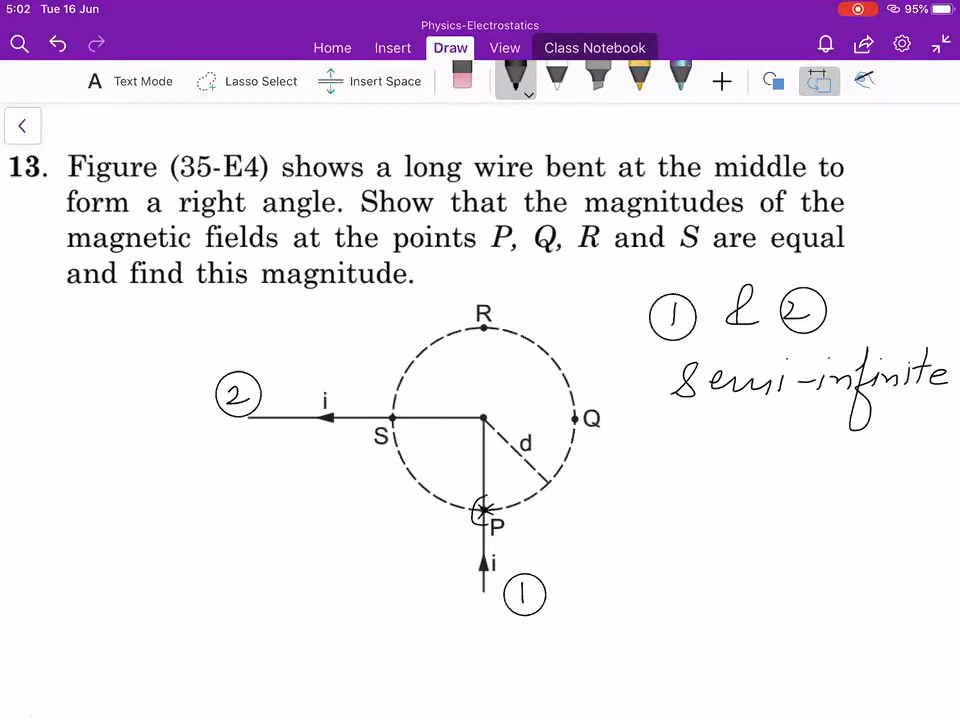 5:02 Tue 16 Jun 95%
Physics-Electrostatics
Home Insert Draw View Class Notebook
A Text Mode Lasso Select Insert Space
13. Figure (35-E4) shows a long wire bent at the middle to
form a right angle. Show that the magnitudes of the
magnetic fields at the points P, Q, R and S are equal
and find this magnitude.
R
1 & 2
semi-infinite
2 i
S Q
d
P
i
1